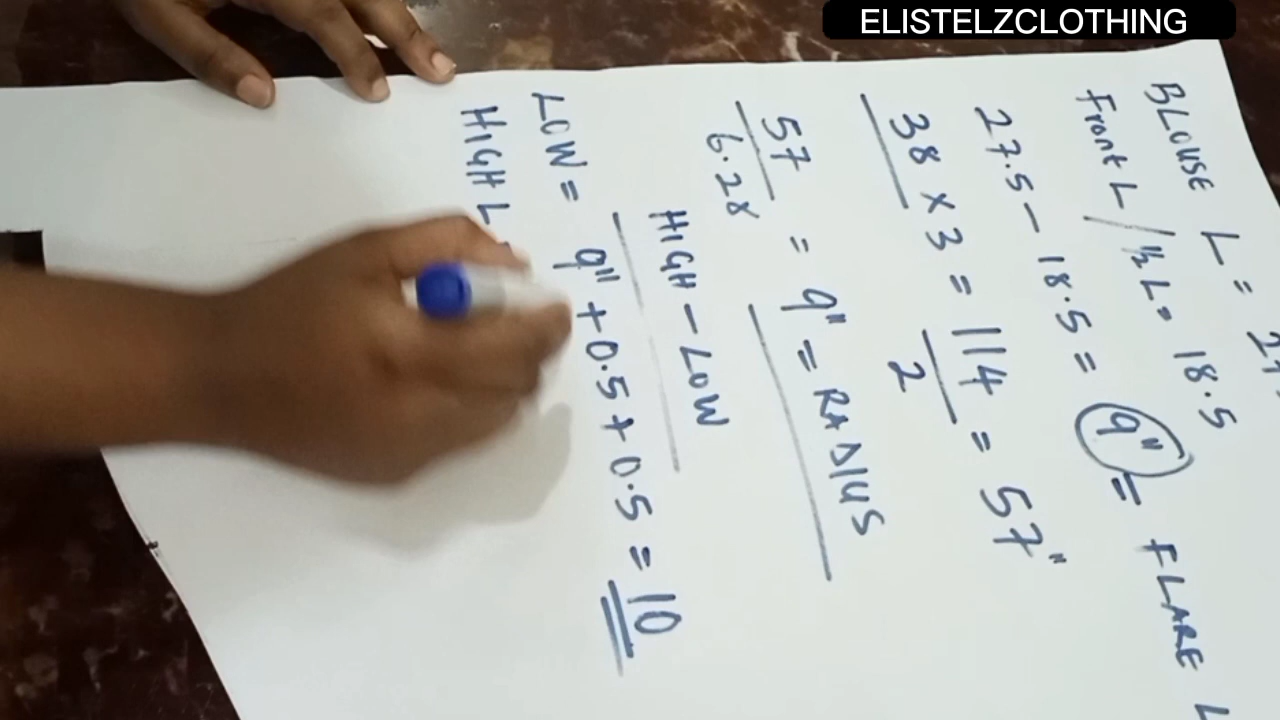 ELISTELZCLOTHING
BLOUSE L =
Front L / ½ L = 18.5
27.5 - 18.5 = 9" = FLARE L
38 × 3 = 114 = 57"
2
57 = 9" = RADIUS
6.28
HIGH - LOW
LOW = 9" + 0.5 + 0.5 = 10
HIGH L